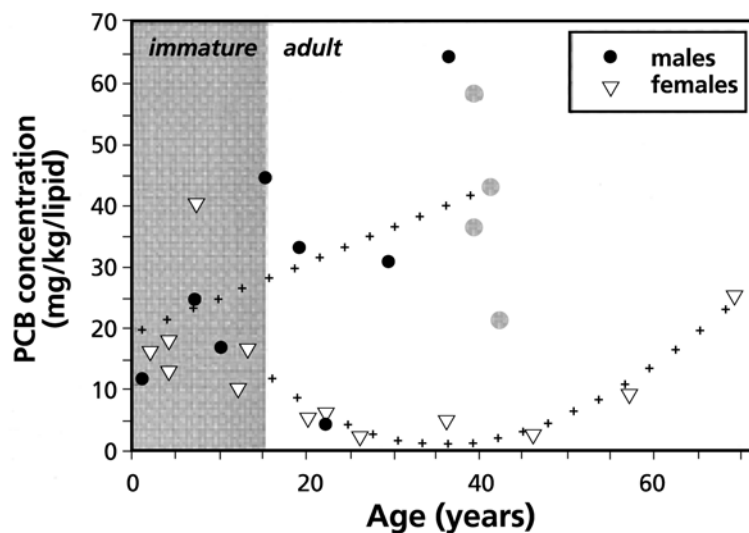 70
60
50
40
30
20
10
0
PCB concentration
(mg/kg/lipid)
immature adult
males
females
0 20 40 60
Age (years)